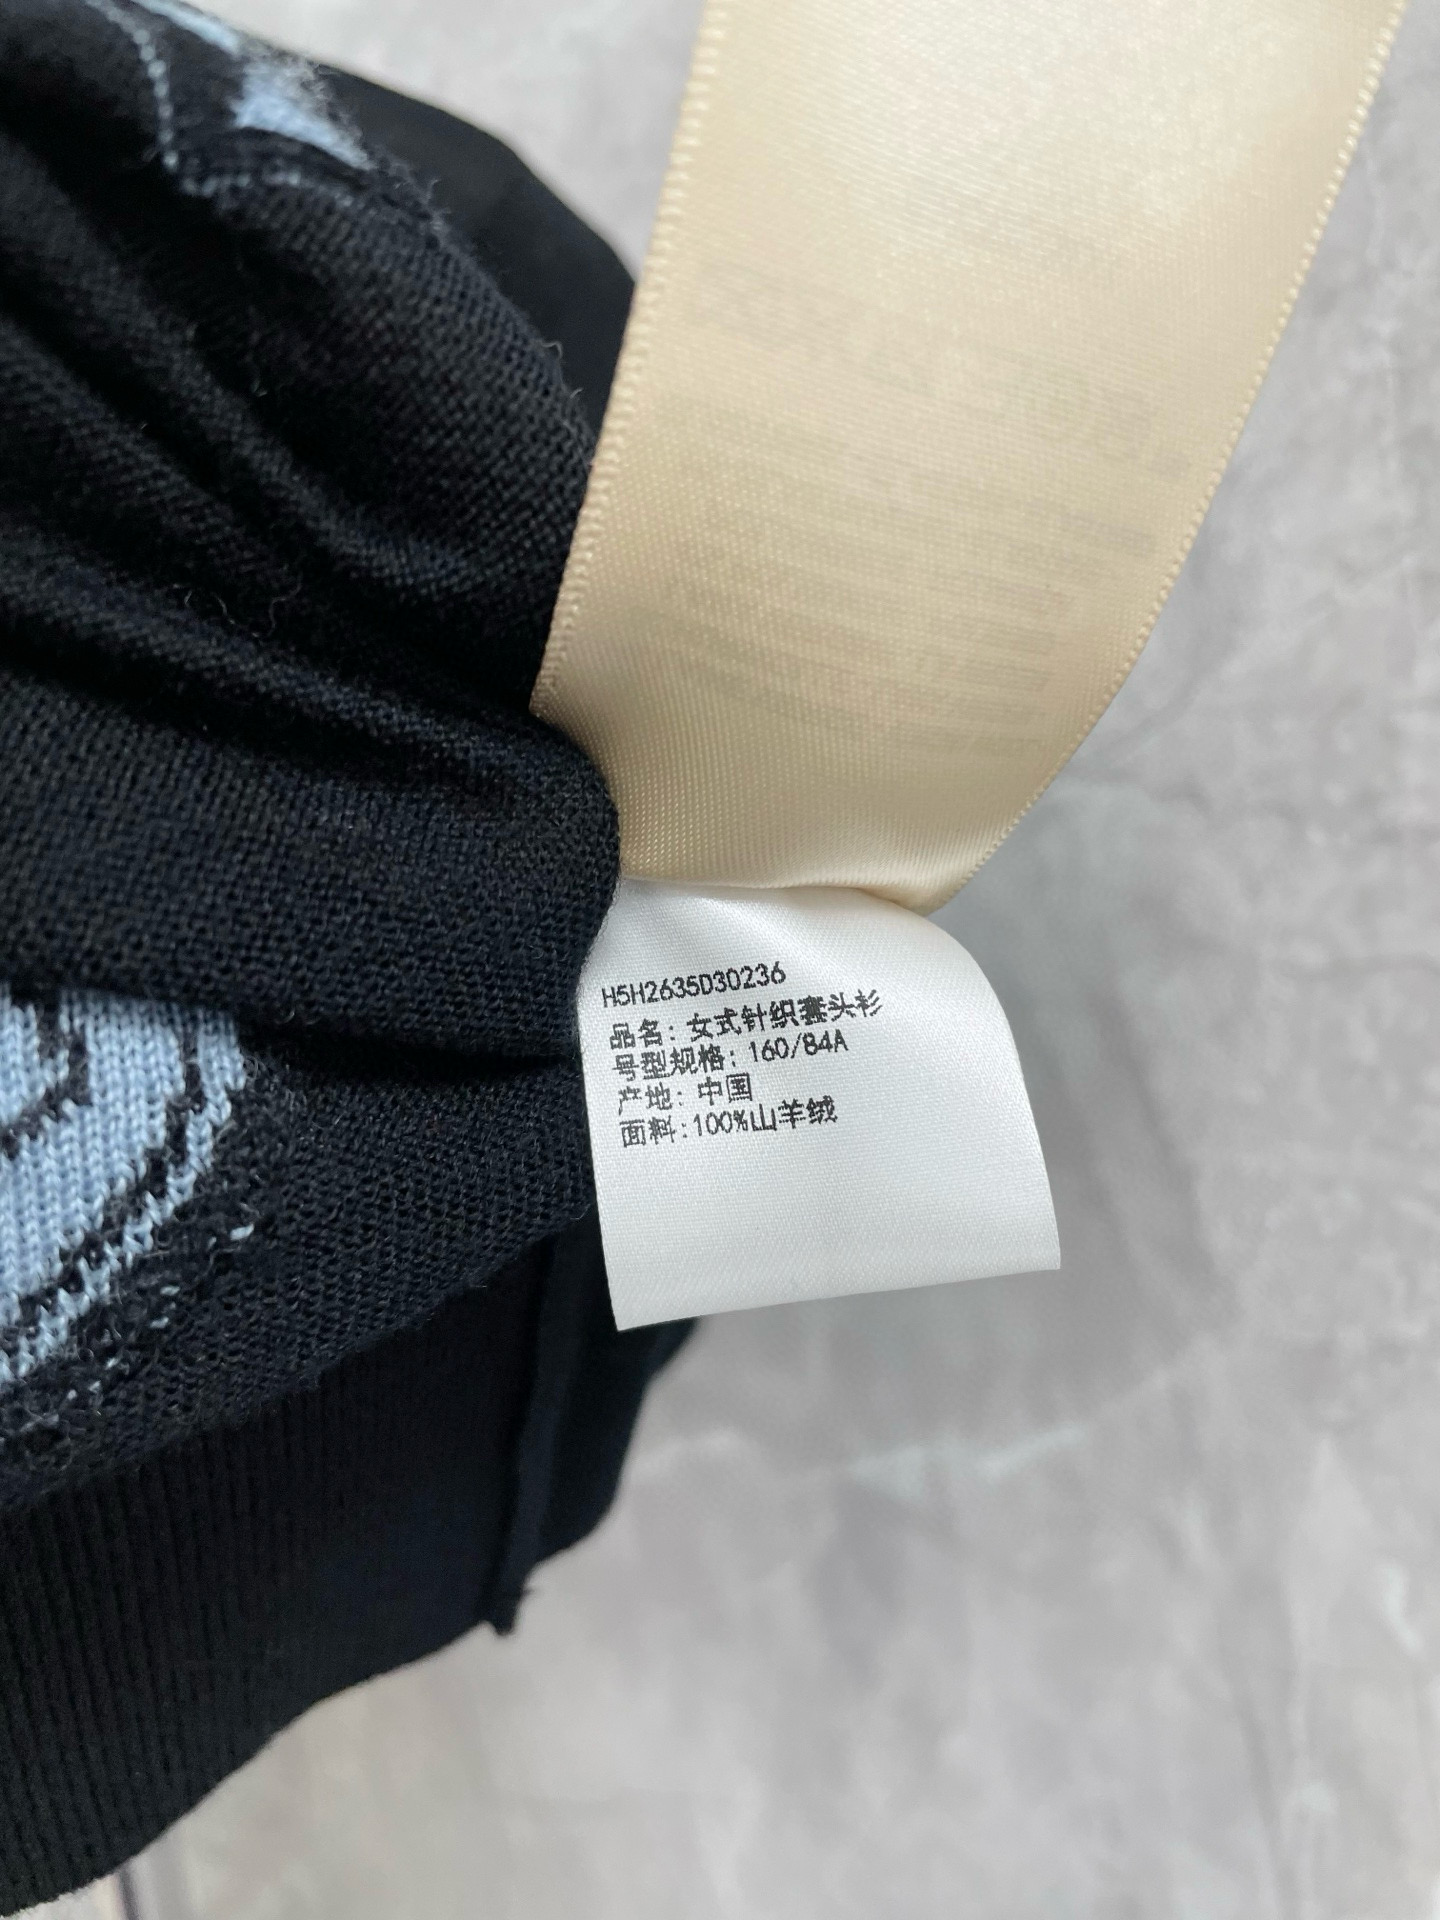 H5H2635D30236
品名: 女式针织套头衫
号型规格: 160/84A
产地: 中国
面料:100%山羊绒